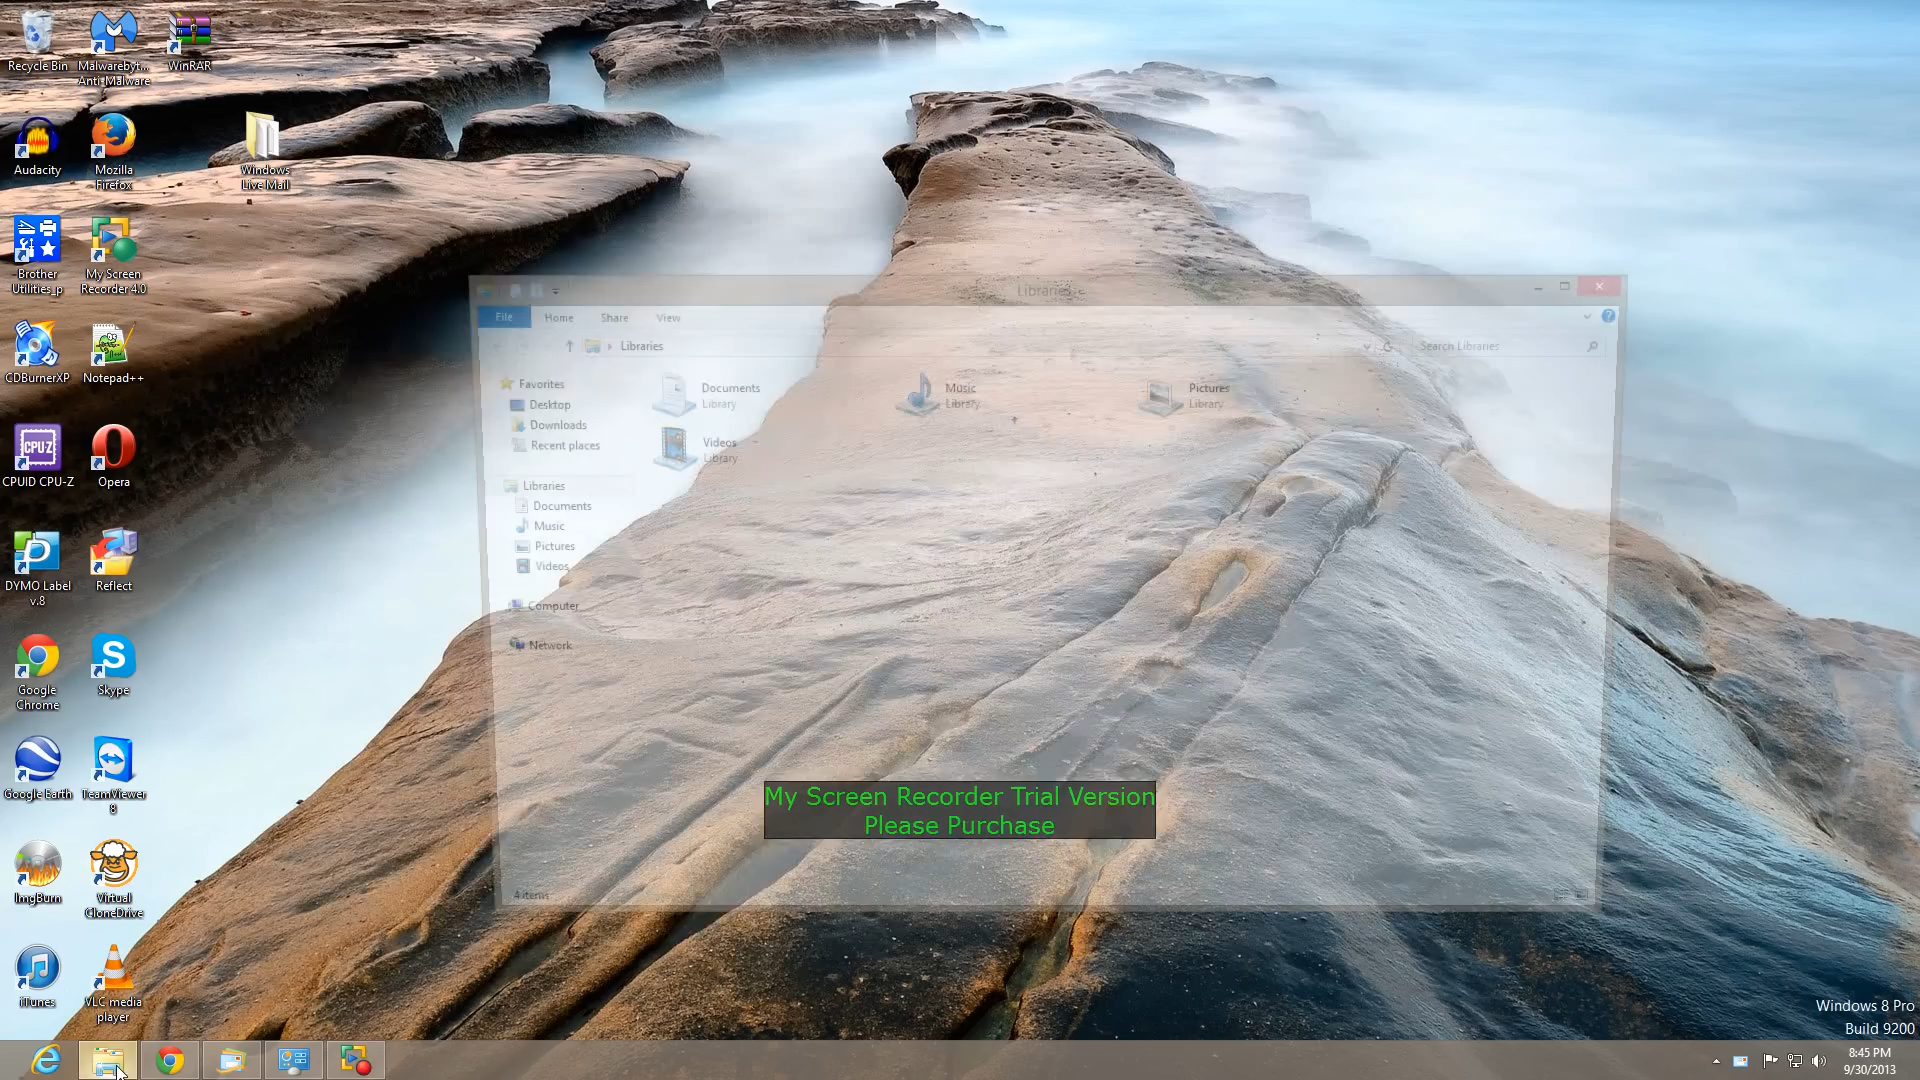 Recycle Bin
Malwarebyt... Anti-Malware
WinRAR
Audacity
Mozilla Firefox
Windows Live Mail
Brother Utilities_p
My Screen Recorder 4.0
CDBurnerXP
Notepad++
CPU-Z
CPUID CPU-Z
Opera
DYMO Label v.8
Reflect
Google Chrome
Skype
Google Earth
TeamViewer 8
ImgBurn
Virtual CloneDrive
iTunes
VLC media player
Libraries
File
Home
Share
View
Libraries
Search Libraries
Favorites
Desktop
Downloads
Recent places
Libraries
Documents
Music
Pictures
Videos
Computer
Network
Documents
Library
Music
Library
Pictures
Library
Videos
Library
4 items
My Screen Recorder Trial Version
Please Purchase
Windows 8 Pro
Build 9200
8:45 PM
9/30/2013